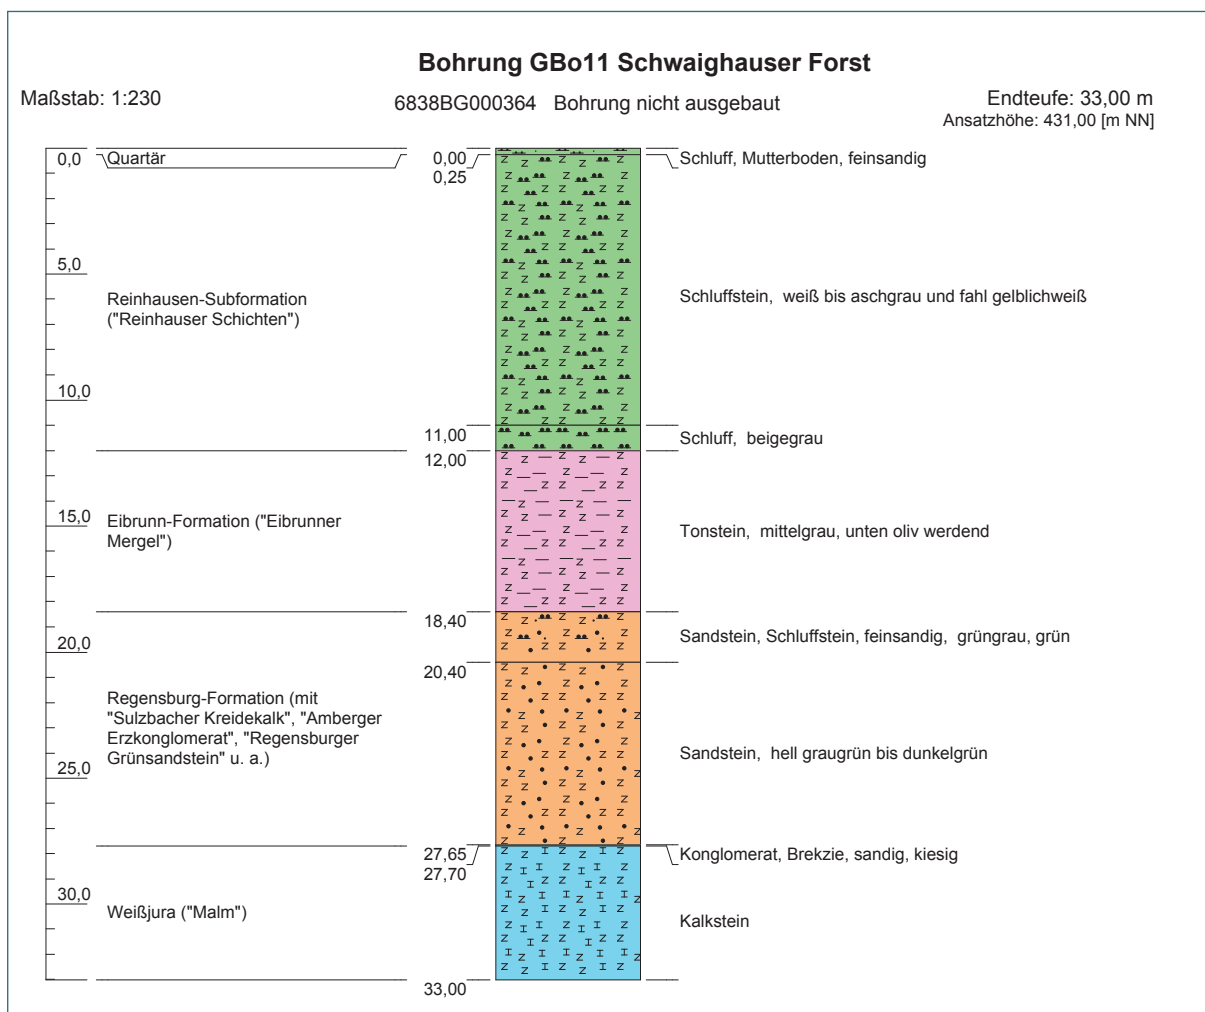 Bohrung GBo11 Schwaighauser Forst
Maßstab: 1:230
6838BG000364 Bohrung nicht ausgebaut
Endteufe: 33,00 m
Ansatzhöhe: 431,00 [m NN]
0,0
Quartär
0,00
Schluff, Mutterboden, feinsandig
0,25
5,0
Reinhausen-Subformation
("Reinhauser Schichten")
Schluffstein, weiß bis aschgrau und fahl gelblichweiß
10,0
11,00
Schluff, beigegrau
12,00
15,0
Eibrunn-Formation ("Eibrunner
Mergel")
Tonstein, mittelgrau, unten oliv werdend
18,40
Sandstein, Schluffstein, feinsandig, grüngrau, grün
20,0
20,40
Regensburg-Formation (mit
"Sulzbacher Kreidekalk", "Amberger
Erzkonglomerat", "Regensburger
Grünsandstein" u. a.)
Sandstein, hell graugrün bis dunkelgrün
25,0
27,65
Konglomerat, Brekzie, sandig, kiesig
27,70
30,0
Weißjura ("Malm")
Kalkstein
33,00